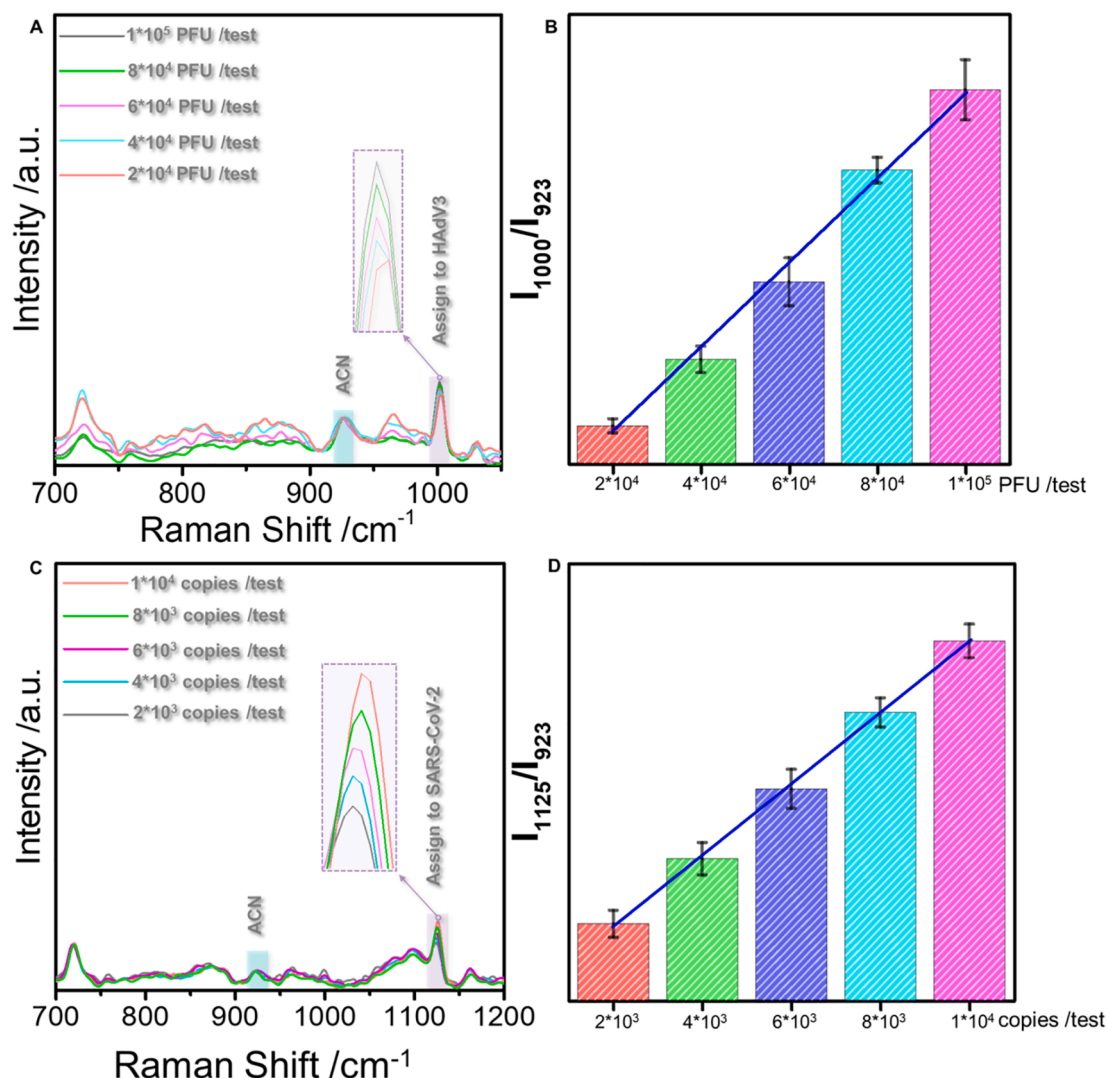 A
1*10⁵ PFU /test
8*10⁴ PFU /test
6*10⁴ PFU /test
4*10⁴ PFU /test
2*10⁴ PFU /test
Intensity /a.u.
ACN
Assign to HAdV3
700 800 900 1000
Raman Shift /cm⁻¹
B
I₁₀₀₀/I₉₂₃
2*10⁴ 4*10⁴ 6*10⁴ 8*10⁴ 1*10⁵ PFU /test
C
1*10⁴ copies /test
8*10³ copies /test
6*10³ copies /test
4*10³ copies /test
2*10³ copies /test
Intensity /a.u.
ACN
Assign to SARS-CoV-2
700 800 900 1000 1100 1200
Raman Shift /cm⁻¹
D
I₁₁₂₅/I₉₂₃
2*10³ 4*10³ 6*10³ 8*10³ 1*10⁴ copies /test